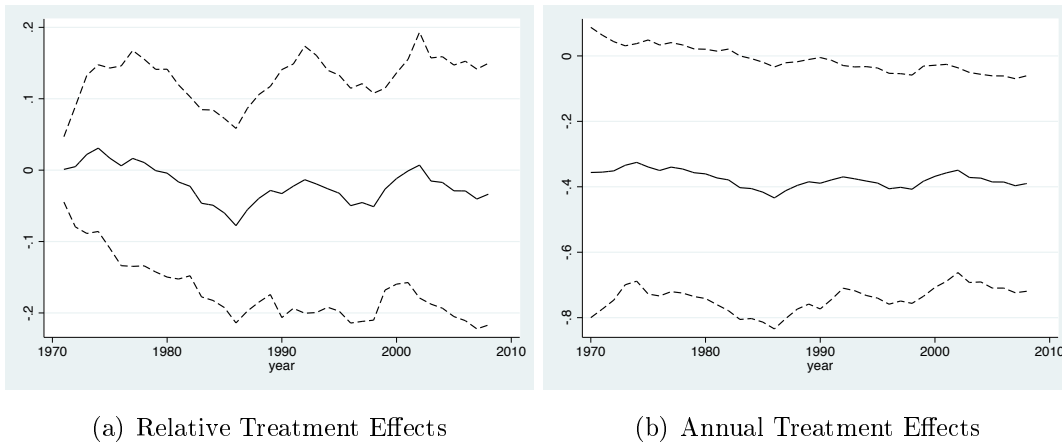 .2
.1
0
-.1
-.2
1970 1980 1990 2000 2010
year
0
-.2
-.4
-.6
-.8
1970 1980 1990 2000 2010
year
(a) Relative Treatment Effects
(b) Annual Treatment Effects